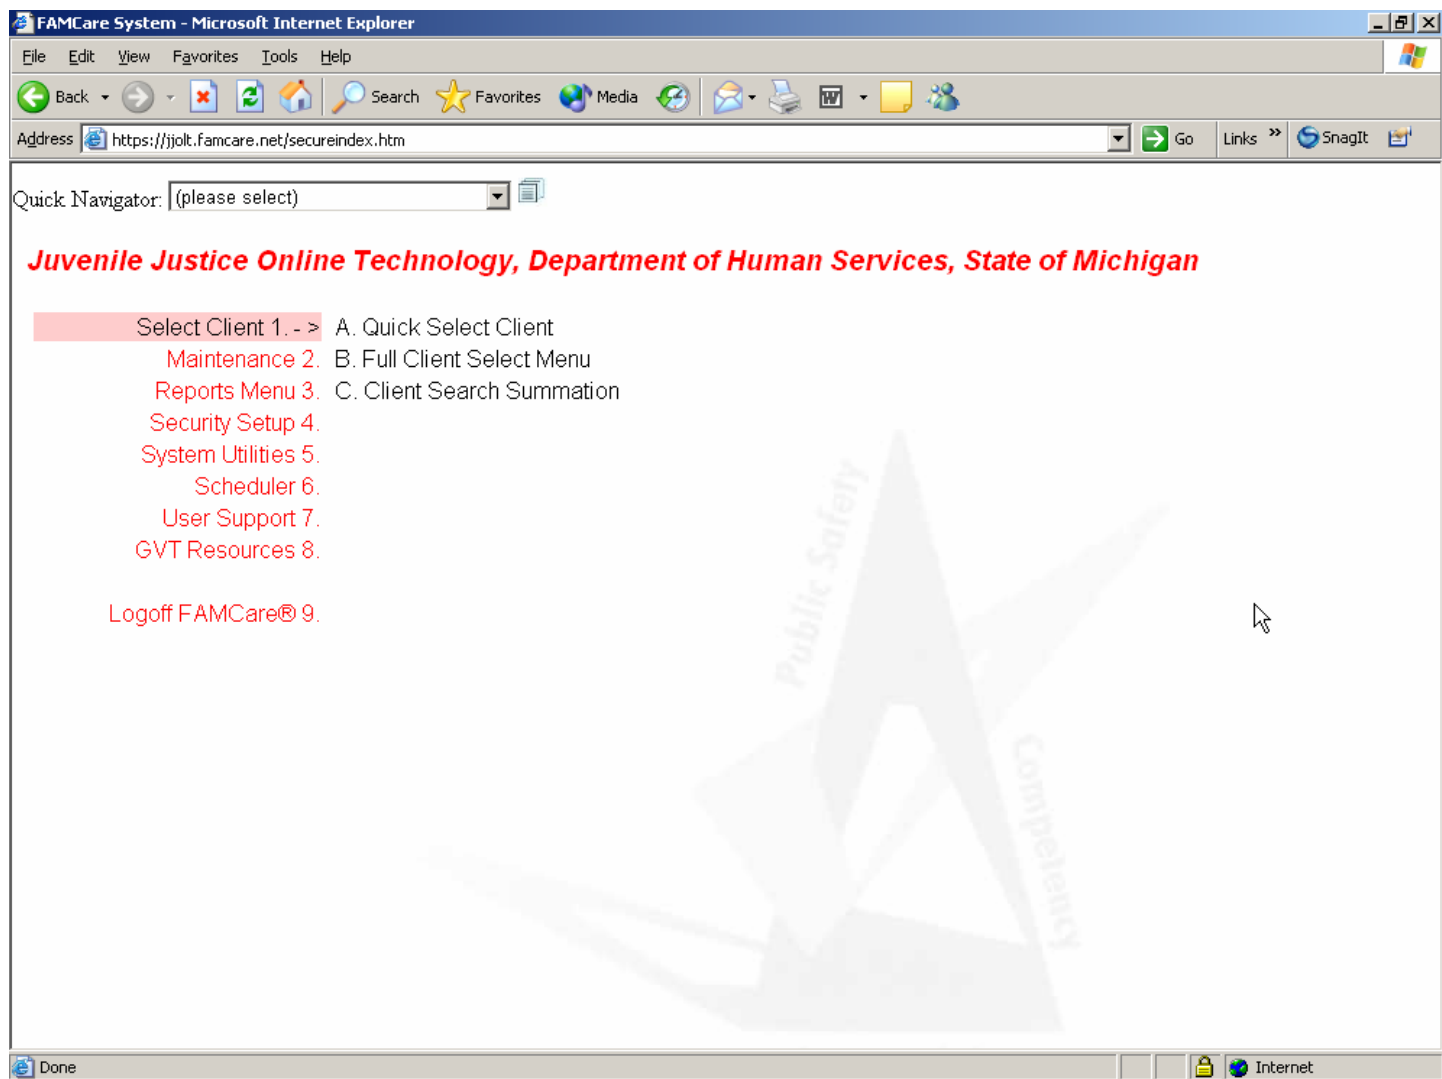 FAMCare System - Microsoft Internet Explorer
File Edit View Favorites Tools Help
Back Search Favorites Media
Address https://jjolt.famcare.net/secureindex.htm Go Links » SnagIt
Quick Navigator: (please select)
Juvenile Justice Online Technology, Department of Human Services, State of Michigan
Select Client 1. - > A. Quick Select Client
Maintenance 2. B. Full Client Select Menu
Reports Menu 3. C. Client Search Summation
Security Setup 4.
System Utilities 5.
Scheduler 6.
User Support 7.
GVT Resources 8.
Logoff FAMCare® 9.
Public Safety
Competency
Done Internet